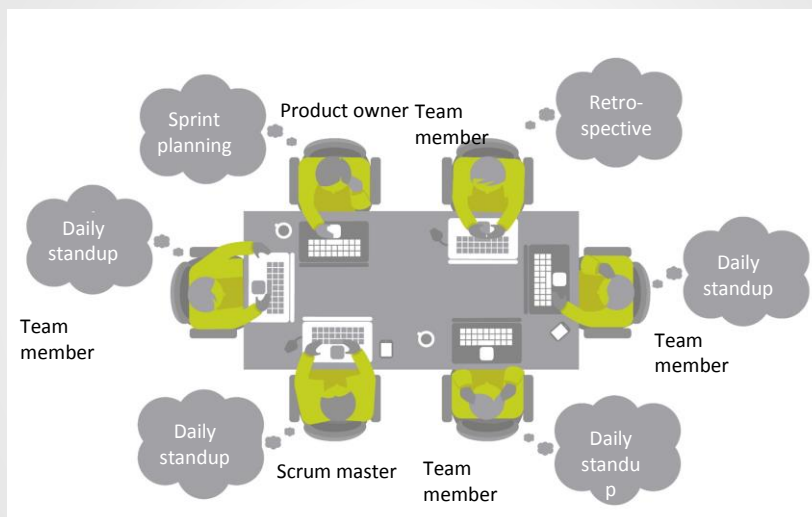 Sprint
planning
Product owner
Team
member
Retro-
spective
Daily
standup
Team
member
Daily
standup
Team
member
Daily
standup
Scrum master
Team
member
Daily
standu
p